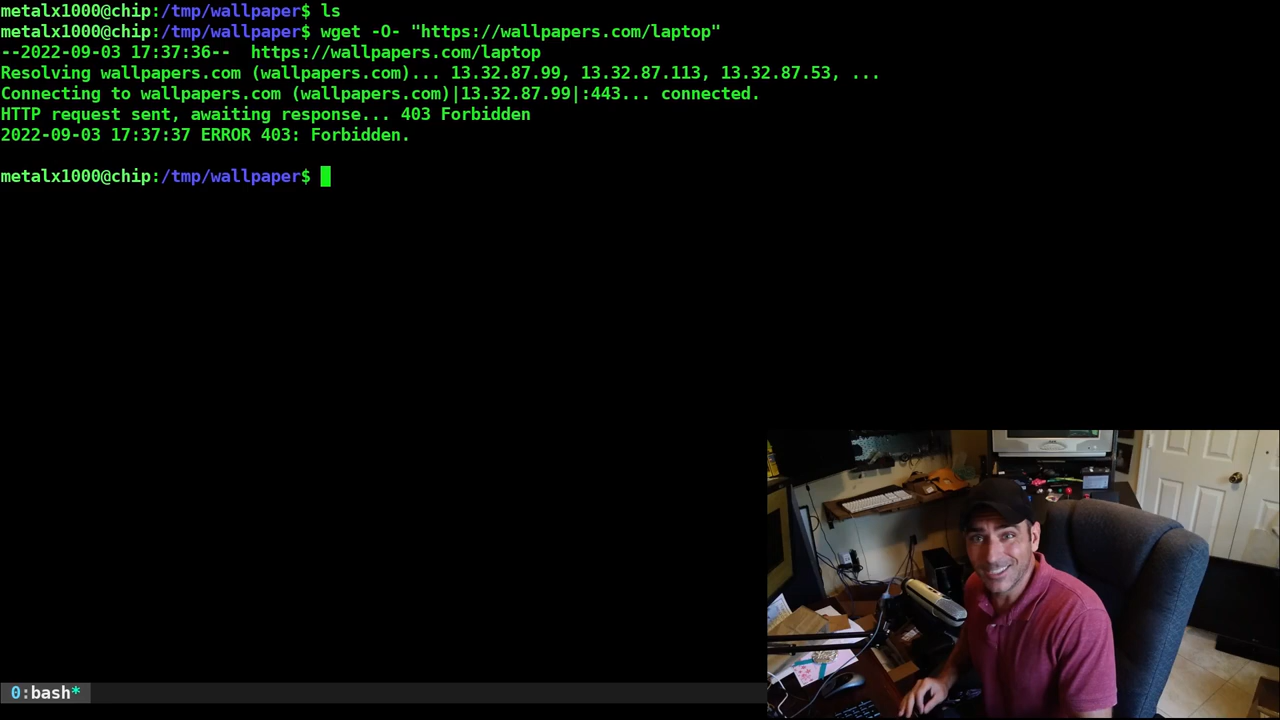 metalx1000@chip:/tmp/wallpaper$ ls
metalx1000@chip:/tmp/wallpaper$ wget -O- "https://wallpapers.com/laptop"
--2022-09-03 17:37:36--  https://wallpapers.com/laptop
Resolving wallpapers.com (wallpapers.com)... 13.32.87.99, 13.32.87.113, 13.32.87.53, ...
Connecting to wallpapers.com (wallpapers.com)|13.32.87.99|:443... connected.
HTTP request sent, awaiting response... 403 Forbidden
2022-09-03 17:37:37 ERROR 403: Forbidden.
metalx1000@chip:/tmp/wallpaper$
0:bash*